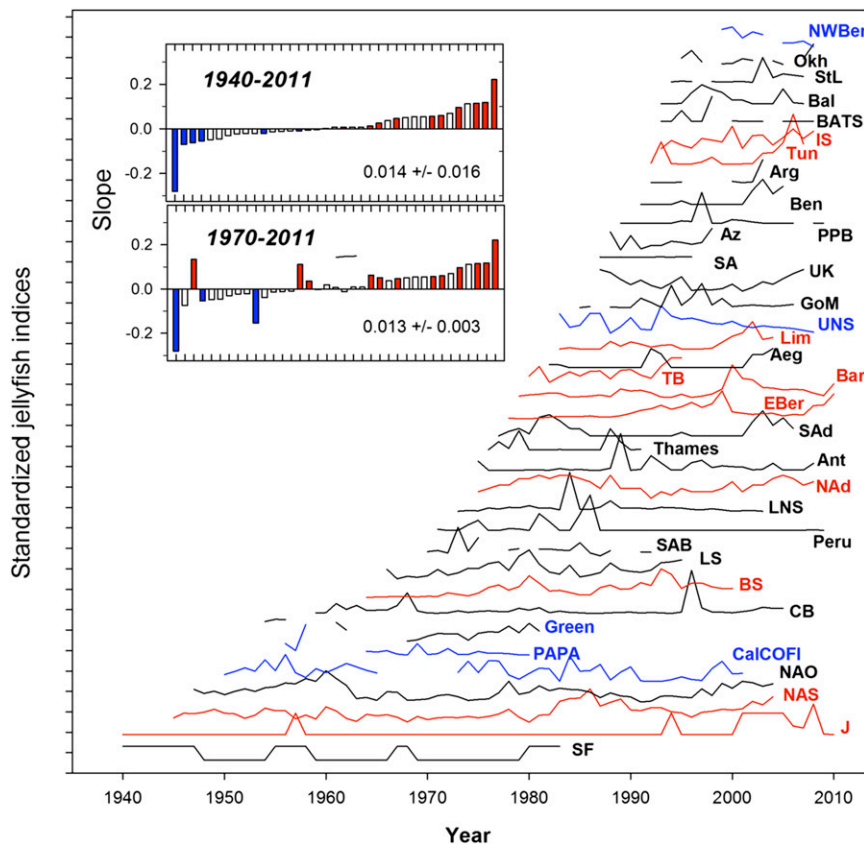 NWBer
Okh
StL
Bal
BATS
IS
Tun
Arg
Ben
PPB
Az
SA
UK
GoM
UNS
Lim
Aeg
TB
Bar
EBer
SAd
Thames
Ant
NAd
LNS
Peru
SAB
LS
BS
CB
Green
PAPA
CalCOFI
NAO
NAS
J
SF
1940-2011
0.2
0.0
-0.2
0.014 +/- 0.016
Slope
1970-2011
0.2
0.0
-0.2
0.013 +/- 0.003
Standardized jellyfish indices
1940 1950 1960 1970 1980 1990 2000 2010
Year